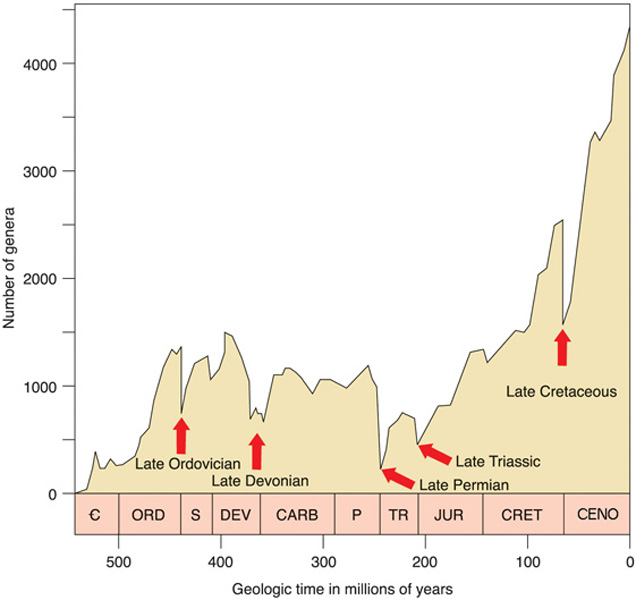 4000
3000
2000
1000
0
Number of genera
Late Ordovician
Late Devonian
Late Permian
Late Triassic
Late Cretaceous
Є ORD S DEV CARB P TR JUR CRET CENO
500 400 300 200 100 0
Geologic time in millions of years